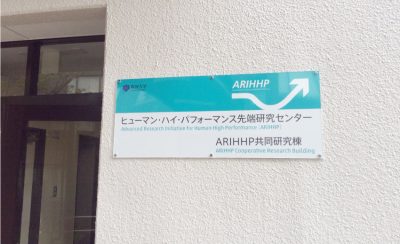 ARIHHP
ヒューマン・ハイ・パフォーマンス先端研究センター
Advanced Research Initiative for Human High Performance (ARIHHP)
ARIHHP共同研究棟
ARIHHP Cooperative Research Building